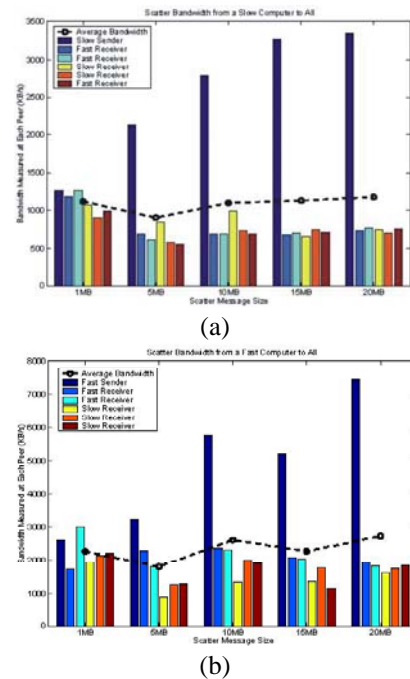 Scatter Bandwidth from a Slow Computer to All
Bandwidth Measured at Each Peer (KB/s)
3500
3000
2500
2000
1500
1000
500
0
Average Bandwidth
Slow Sender
Fast Receiver
Fast Receiver
Slow Receiver
Slow Receiver
Fast Receiver
1MB
5MB
10MB
15MB
20MB
Scatter Message Size
(a)
Scatter Bandwidth from a Fast Computer to All
Bandwidth Measured at Each Peer (KB/s)
8000
7000
6000
5000
4000
3000
2000
1000
0
Average Bandwidth
Fast Sender
Fast Receiver
Fast Receiver
Slow Receiver
Slow Receiver
Slow Receiver
1MB
5MB
10MB
15MB
20MB
Scatter Message Size
(b)